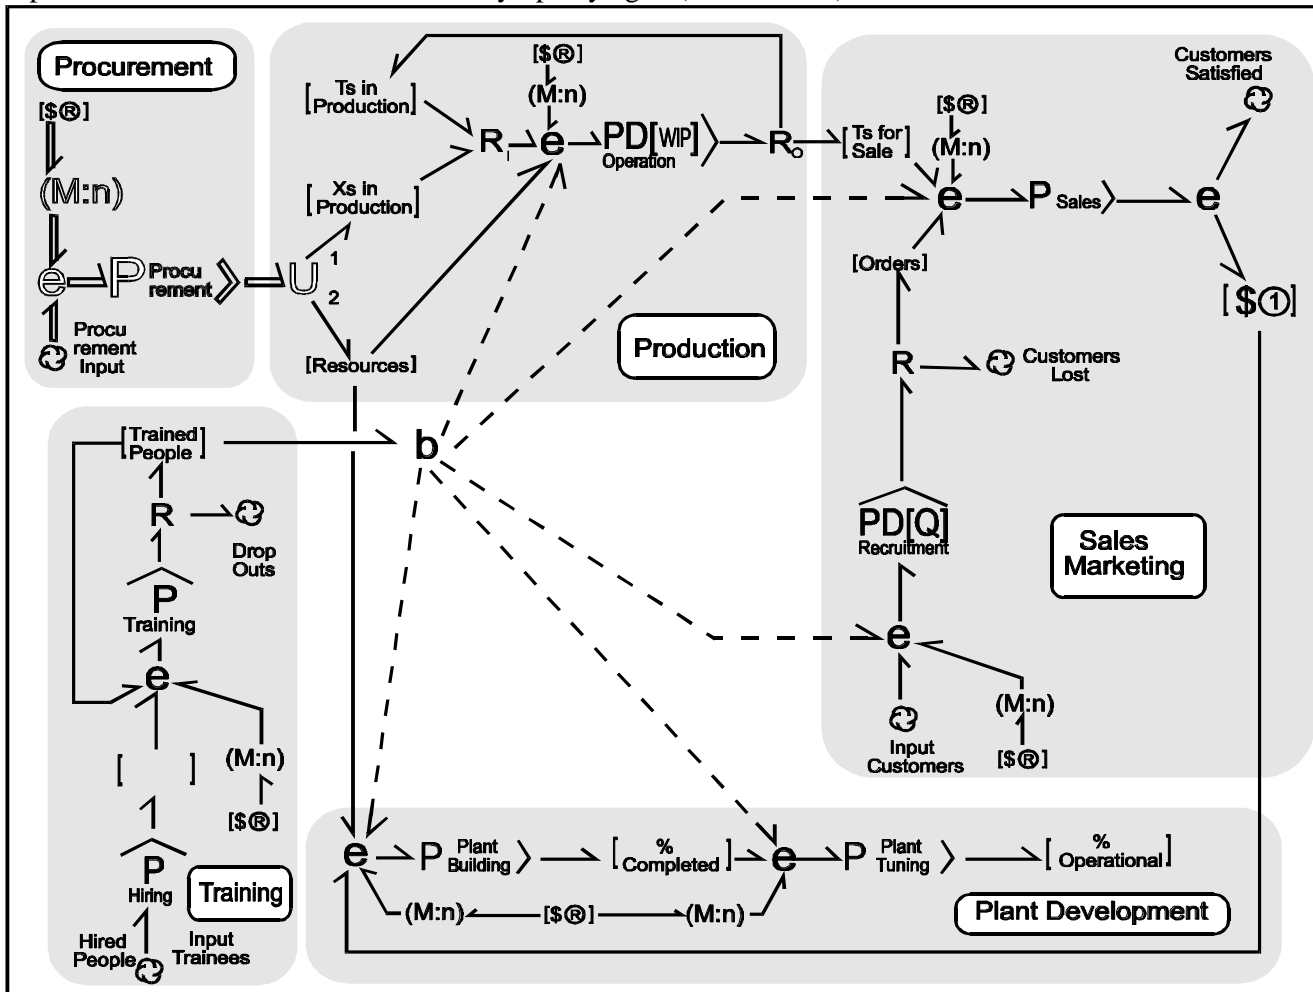 Procurement
[$®]
(M:n)
e
P Procu
rement
Procu
rement
Input
U 1
2
[Ts in
Production]
[Xs in
Production]
[Resources]
R I
[$®]
(M:n)
e
PD[WIP]
Operation
R O
[Ts for
Sale]
Production
Customers
Satisfied
[$®]
(M:n)
e
P Sales
e
[$①]
[Orders]
R
Customers
Lost
PD[Q]
Recruitment
Sales
Marketing
e
(M:n)
[$®]
Input
Customers
[Trained
People]
b
R
Drop
Outs
P
Training
e
(M:n)
[$®]
[ ]
P
Hiring
Training
Hired
People
Input
Trainees
e
P Plant
Building
[%
Completed]
e
P Plant
Tuning
[%
Operational]
(M:n)
[$®]
(M:n)
Plant Development